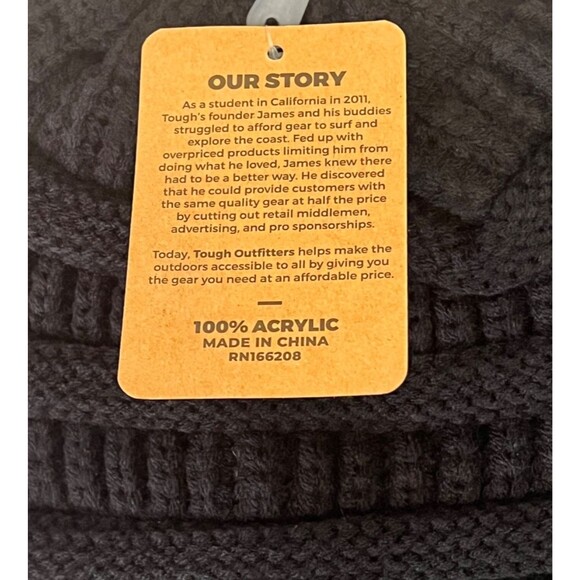 OUR STORY
As a student in California in 2011,
Tough's founder James and his buddies
struggled to afford gear to surf and
explore the coast. Fed up with
overpriced products limiting him from
doing what he loved, James knew there
had to be a better way. He discovered
that he could provide customers with
the same quality gear at half the price
by cutting out retail middlemen,
advertising, and pro sponsorships.
Today, Tough Outfitters helps make the
outdoors accessible to all by giving you
the gear you need at an affordable price.
100% ACRYLIC
MADE IN CHINA
RN166208